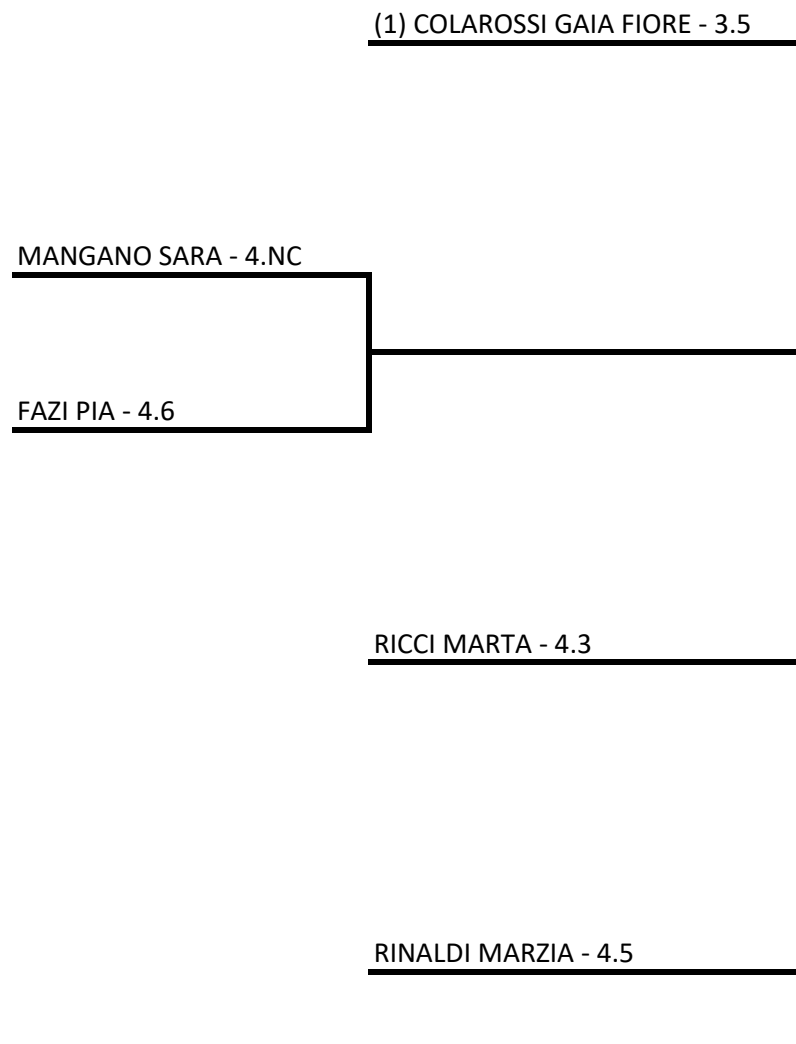 (1) COLAROSSI GAIA FIORE - 3.5
MANGANO SARA - 4.NC
FAZI PIA - 4.6
RICCI MARTA - 4.3
RINALDI MARZIA - 4.5